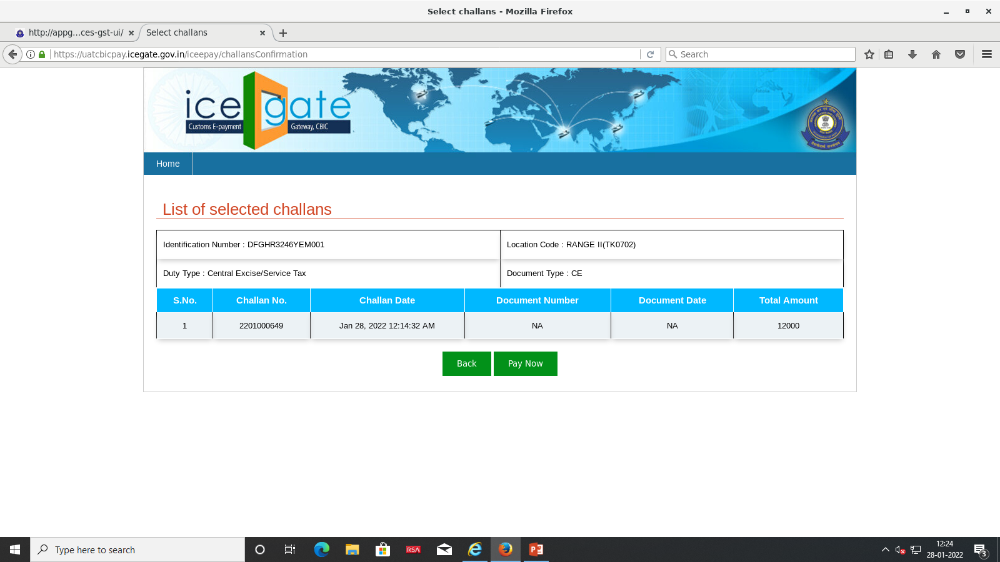 Select challans - Mozilla Firefox
http://appg...ces-gst-ui/
Select challans
https://uatcbicpay.icegate.gov.in/iceepay/challansConfirmation
Search
ice gate
Customs E-payment Gateway, CBIC
Home
List of selected challans
Identification Number : DFGHR3246YEM001 Location Code : RANGE II(TK0702)
Duty Type : Central Excise/Service Tax Document Type : CE
S.No. Challan No. Challan Date Document Number Document Date Total Amount
1 2201000649 Jan 28, 2022 12:14:32 AM NA NA 12000
Back Pay Now
Type here to search
RSA
12:24
28-01-2022
3